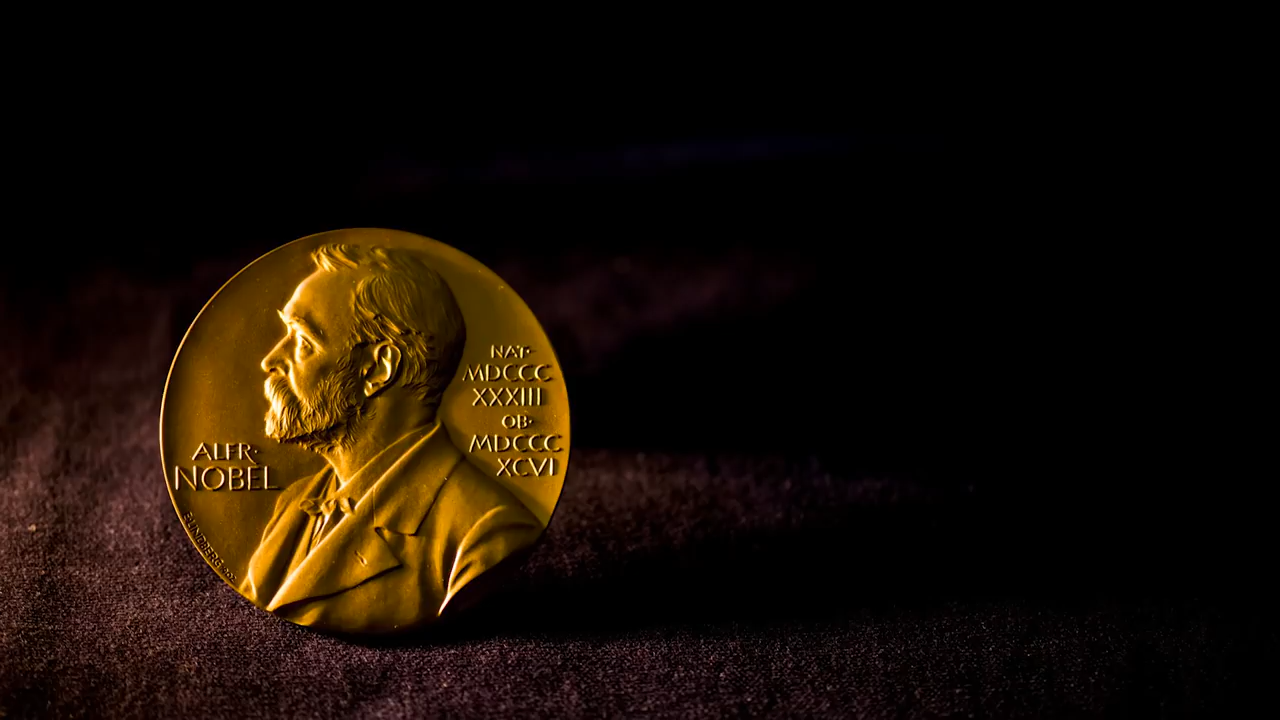 ALFR·
NOBEL
NAT·
MDCCC
XXXIII
OB·
MDCCC
XCVI